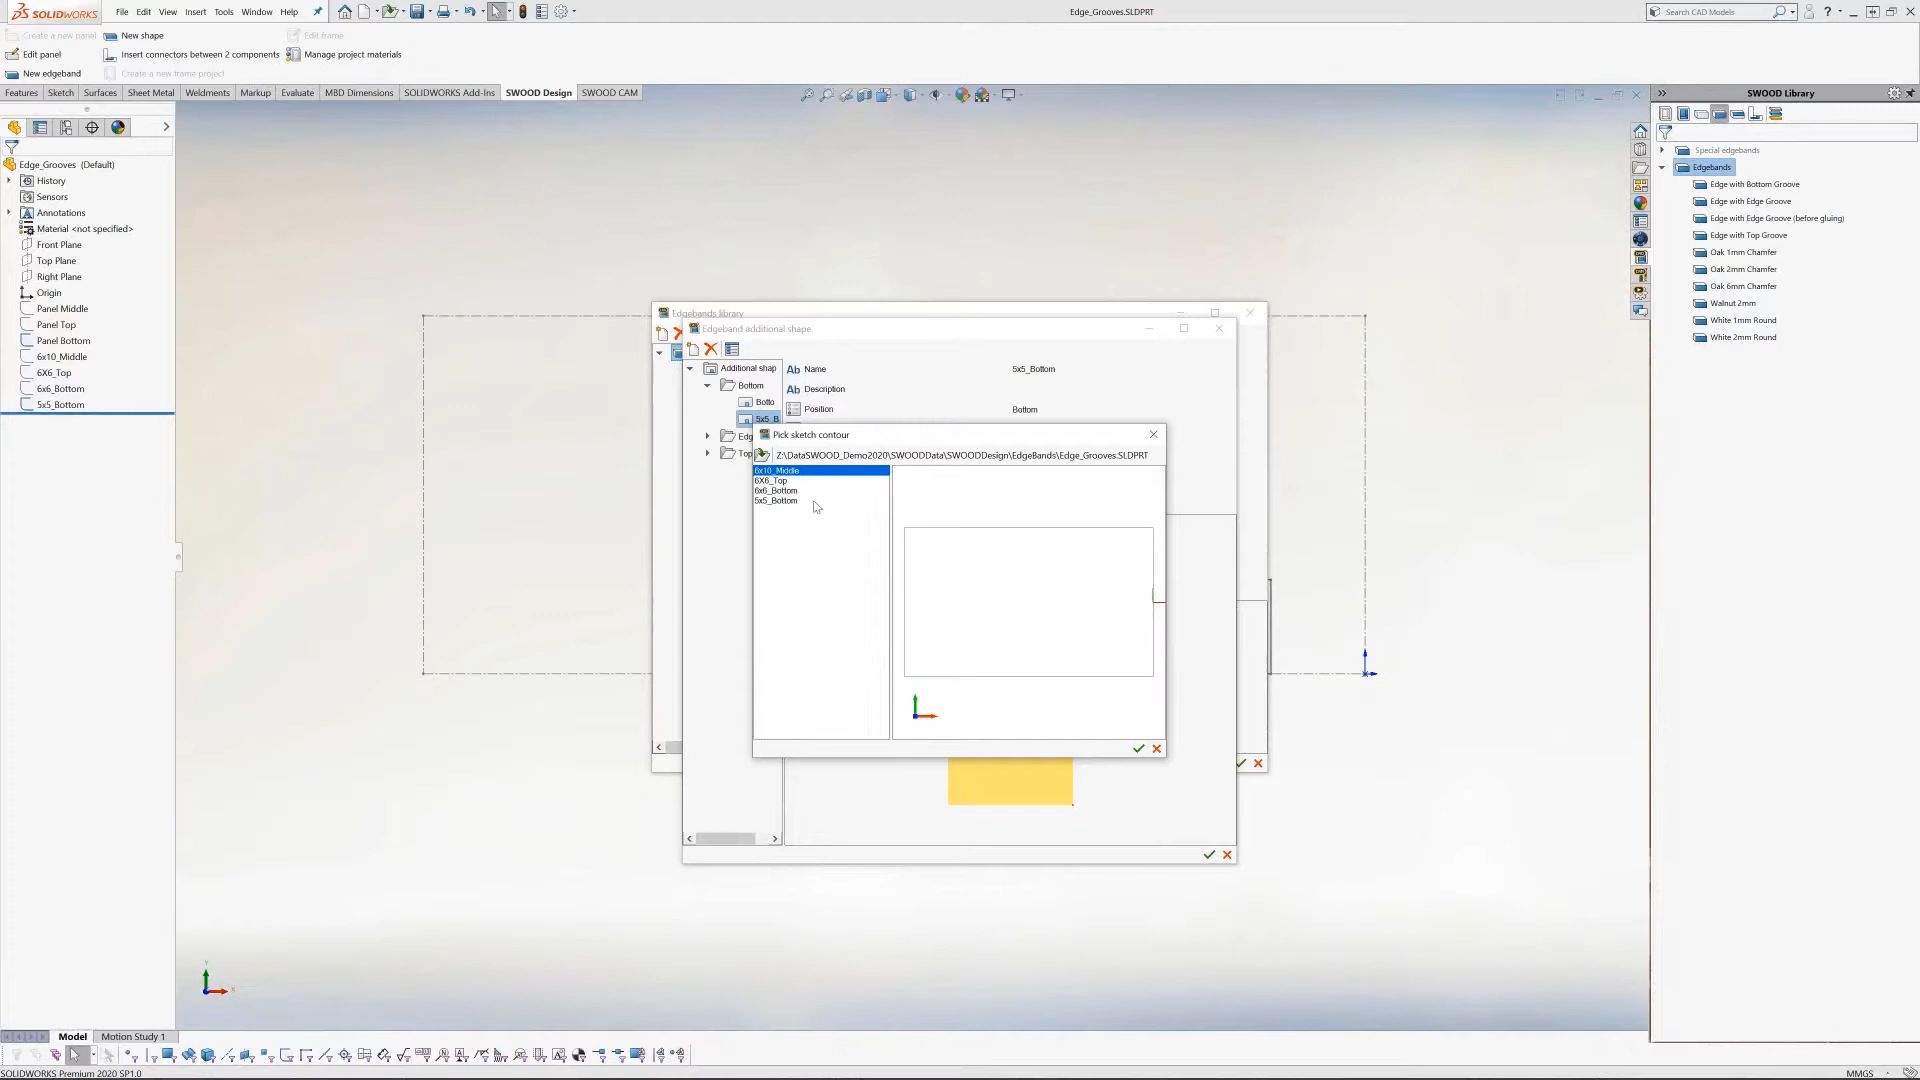 SOLIDWORKS
File Edit View Insert Tools Window Help
Edge_Grooves.SLDPRT
Search CAD Models
Create a new panel
New shape
Edit frame
Edit panel
Insert connectors between 2 components
Manage project materials
New edgeband
Create a new frame project
Features Sketch Surfaces Sheet Metal Weldments Markup Evaluate MBD Dimensions SOLIDWORKS Add-Ins SWOOD Design SWOOD CAM
Edge_Grooves (Default)
History
Sensors
Annotations
Material <not specified>
Front Plane
Top Plane
Right Plane
Origin
Panel Middle
Panel Top
Panel Bottom
6x10_Middle
6X6_Top
6x6_Bottom
5x5_Bottom
Edgebands library
Edgeband additional shape
Additional shap
Bottom
Botto
5x5_B
Edg
Top
Ab Name 5x5_Bottom
Ab Description
Position Bottom
Pick sketch contour
Z:\DataSWOOD_Demo2020\SWOODData\SWOODDesign\EdgeBands\Edge_Grooves.SLDPRT
6x10_Middle
6X6_Top
6x6_Bottom
5x5_Bottom
SWOOD Library
Special edgebands
Edgebands
Edge with Bottom Groove
Edge with Edge Groove
Edge with Edge Groove (before gluing)
Edge with Top Groove
Oak 1mm Chamfer
Oak 2mm Chamfer
Oak 6mm Chamfer
Walnut 2mm
White 1mm Round
White 2mm Round
Model Motion Study 1
SOLIDWORKS Premium 2020 SP1.0
MMGS